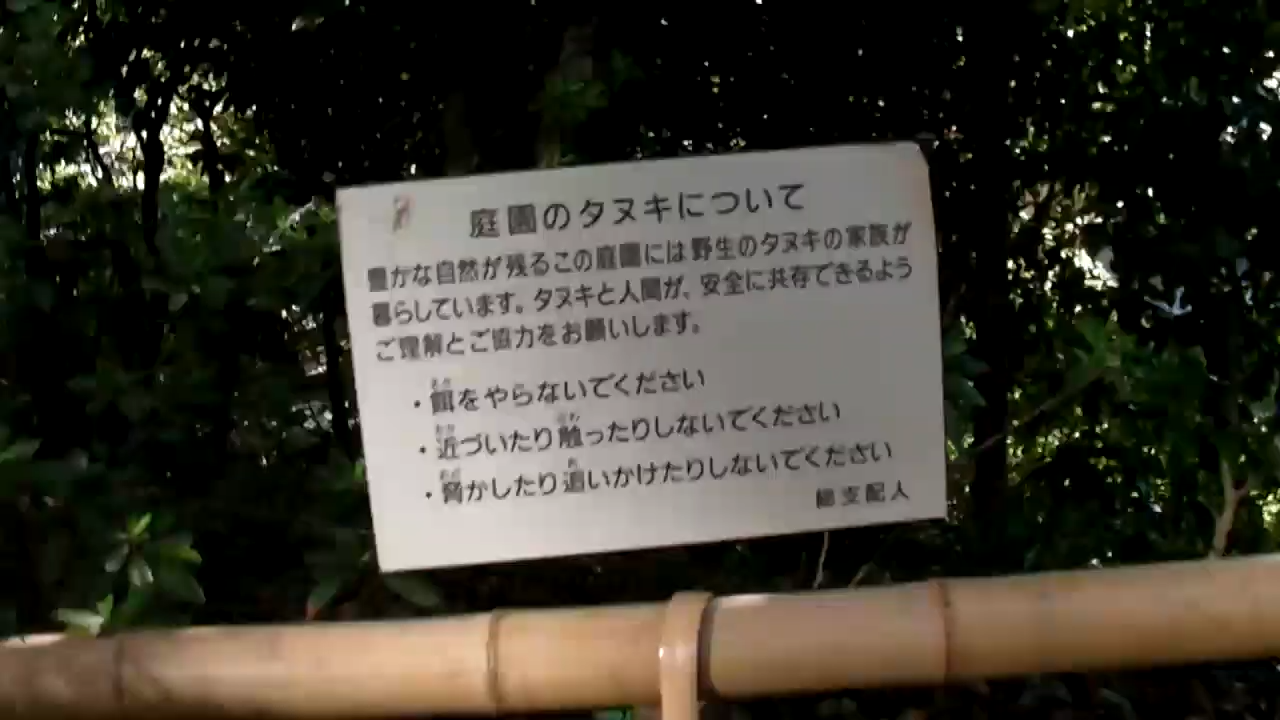 庭園のタヌキについて
豊かな自然が残るこの庭園には野生のタヌキの家族が
暮らしています。タヌキと人間が、安全に共存できるよう
ご理解とご協力をお願いします。
・餌をやらないでください
・近づいたり触ったりしないでください
・脅かしたり追いかけたりしないでください
総支配人